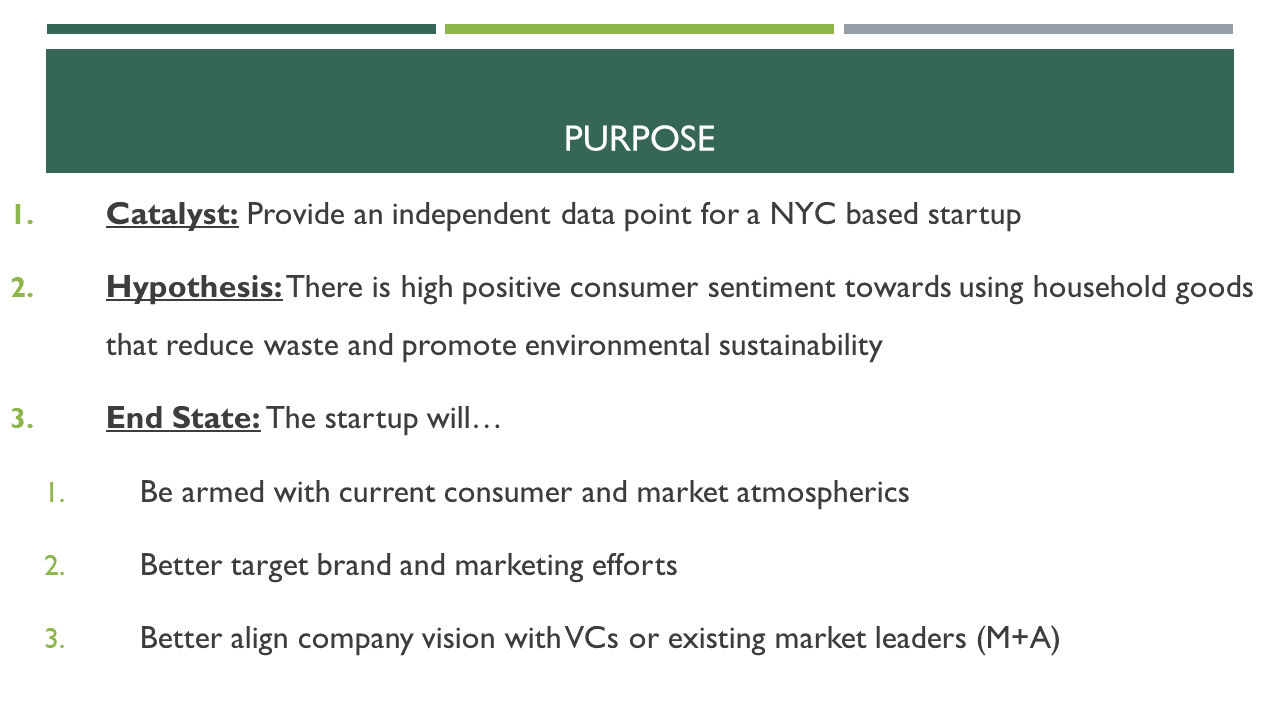 PURPOSE
1. Catalyst: Provide an independent data point for a NYC based startup
2. Hypothesis: There is high positive consumer sentiment towards using household goods
that reduce waste and promote environmental sustainability
3. End State: The startup will…
1. Be armed with current consumer and market atmospherics
2. Better target brand and marketing efforts
3. Better align company vision with VCs or existing market leaders (M+A)